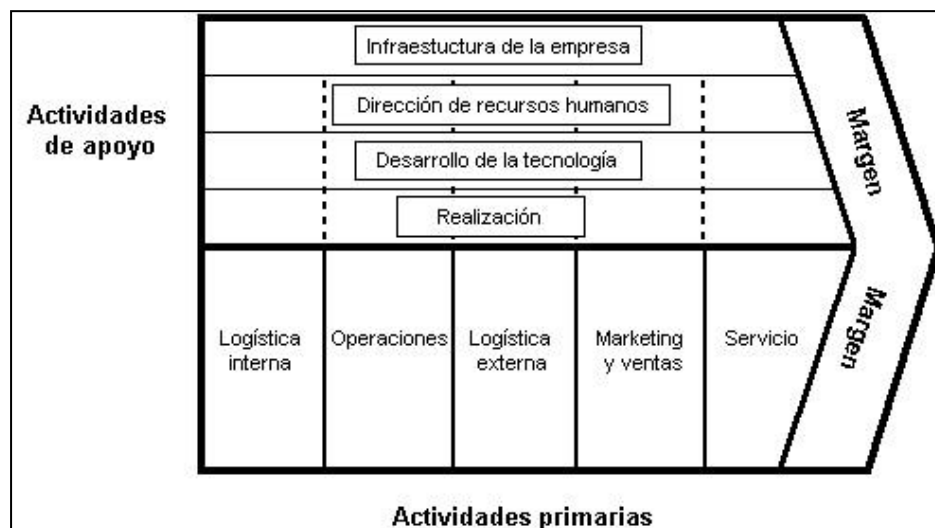 Infraestuctura de la empresa
Dirección de recursos humanos
Actividades
de apoyo
Desarrollo de la tecnología
Realización
Margen
Margen
Logística
interna
Operaciones
Logística
externa
Marketing
y ventas
Servicio
Actividades primarias